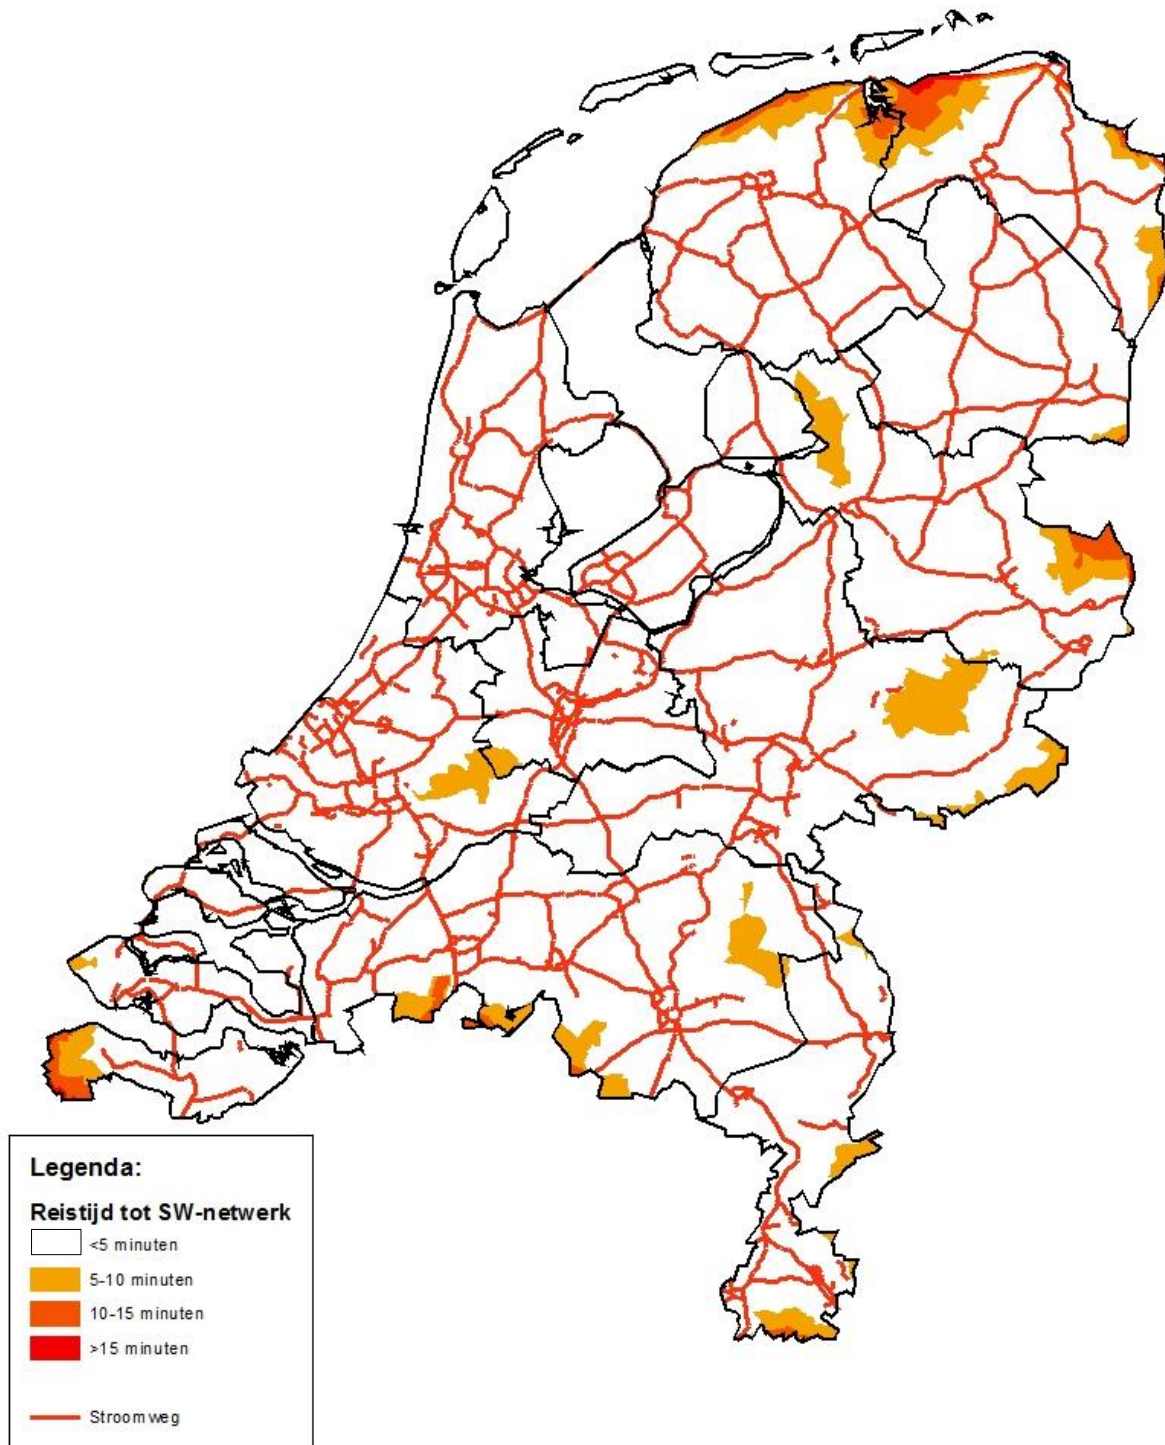 Legenda:
Reistijd tot SW-netwerk
<5 minuten
5-10 minuten
10-15 minuten
>15 minuten
Stroomweg